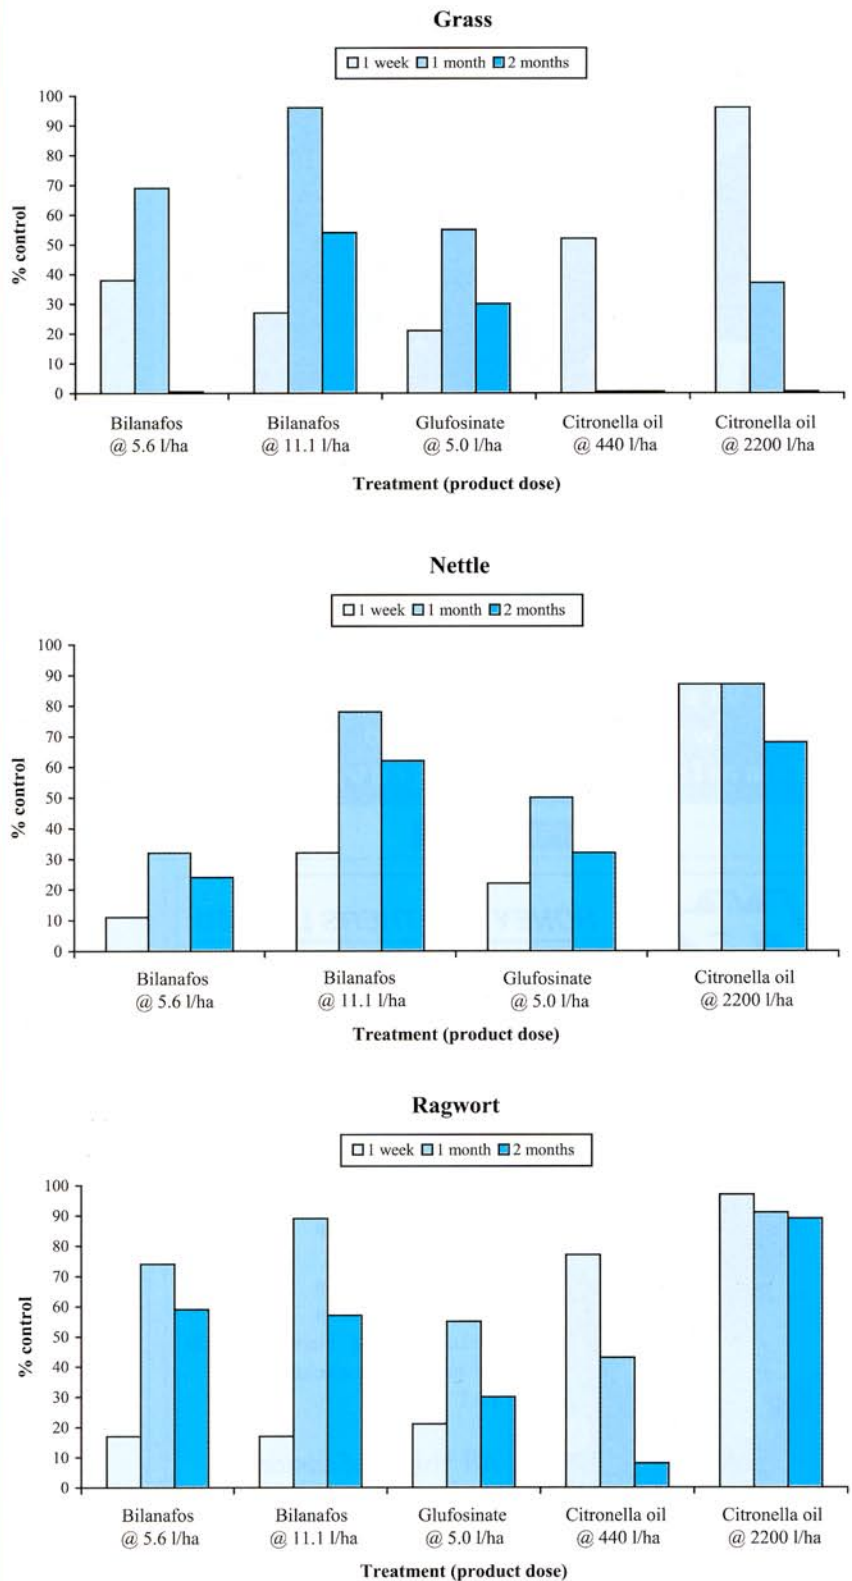 Grass
1 week 1 month 2 months
100
90
80
70
60
50
40
30
20
10
0
% control
Bilanafos @ 5.6 l/ha
Bilanafos @ 11.1 l/ha
Glufosinate @ 5.0 l/ha
Citronella oil @ 440 l/ha
Citronella oil @ 2200 l/ha
Treatment (product dose)
Nettle
1 week 1 month 2 months
100
90
80
70
60
50
40
30
20
10
0
% control
Bilanafos @ 5.6 l/ha
Bilanafos @ 11.1 l/ha
Glufosinate @ 5.0 l/ha
Citronella oil @ 2200 l/ha
Treatment (product dose)
Ragwort
1 week 1 month 2 months
100
90
80
70
60
50
40
30
20
10
0
% control
Bilanafos @ 5.6 l/ha
Bilanafos @ 11.1 l/ha
Glufosinate @ 5.0 l/ha
Citronella oil @ 440 l/ha
Citronella oil @ 2200 l/ha
Treatment (product dose)